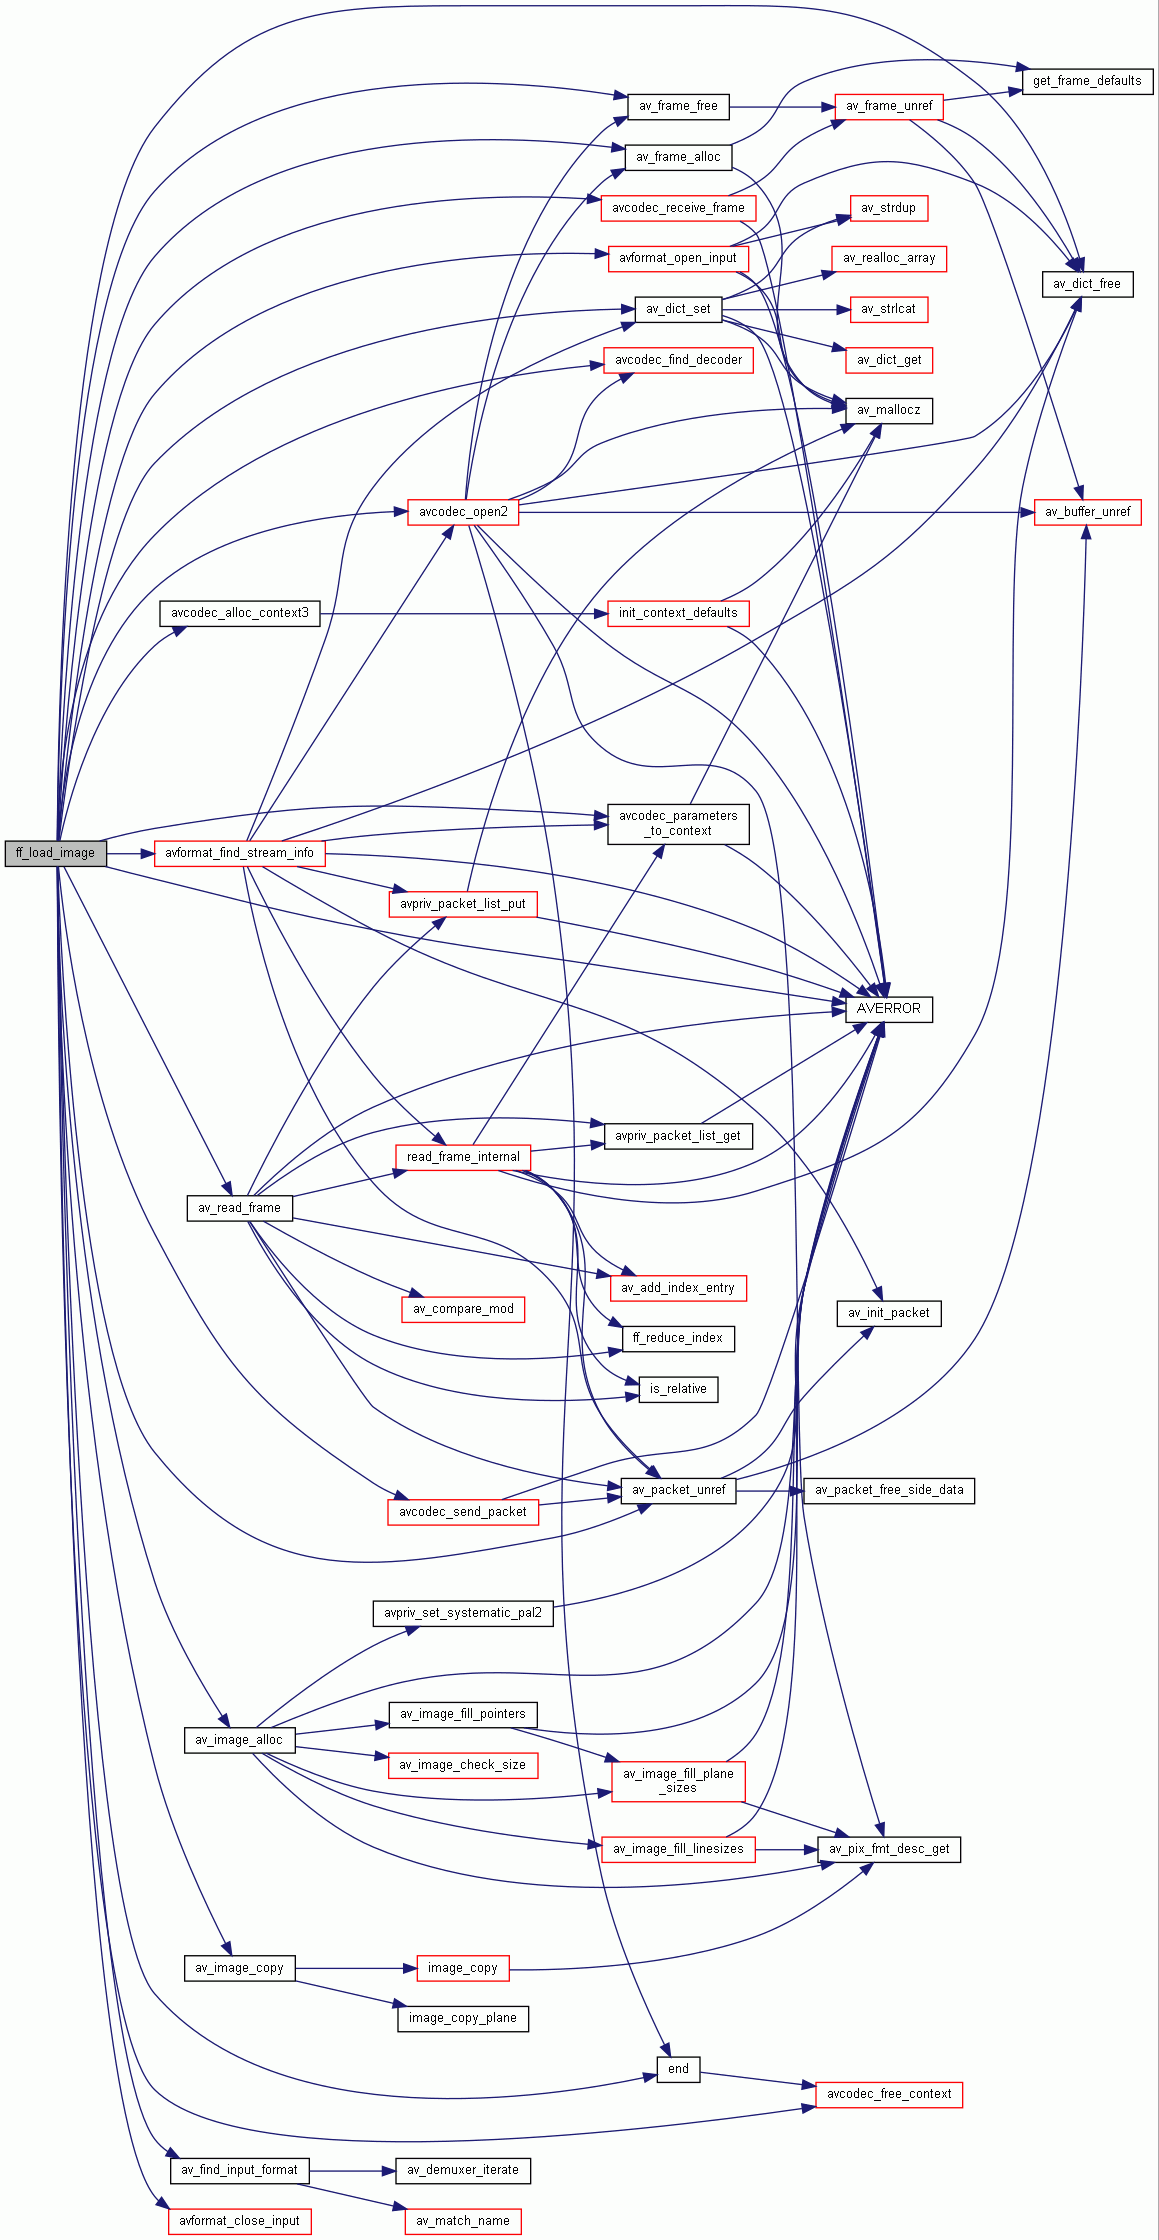 get_frame_defaults
av_frame_free
av_frame_unref
av_frame_alloc
avcodec_receive_frame
av_strdup
avformat_open_input
av_realloc_array
av_dict_free
av_dict_set
av_strlcat
avcodec_find_decoder
av_dict_get
av_mallocz
avcodec_open2
av_buffer_unref
avcodec_alloc_context3
init_context_defaults
avcodec_parameters
_to_context
ff_load_image
avformat_find_stream_info
avpriv_packet_list_put
AVERROR
avpriv_packet_list_get
read_frame_internal
av_read_frame
av_add_index_entry
av_compare_mod
av_init_packet
ff_reduce_index
is_relative
av_packet_unref
av_packet_free_side_data
avcodec_send_packet
avpriv_set_systematic_pal2
av_image_fill_pointers
av_image_alloc
av_image_check_size
av_image_fill_plane
_sizes
av_image_fill_linesizes
av_pix_fmt_desc_get
av_image_copy
image_copy
image_copy_plane
end
avcodec_free_context
av_find_input_format
av_demuxer_iterate
avformat_close_input
av_match_name